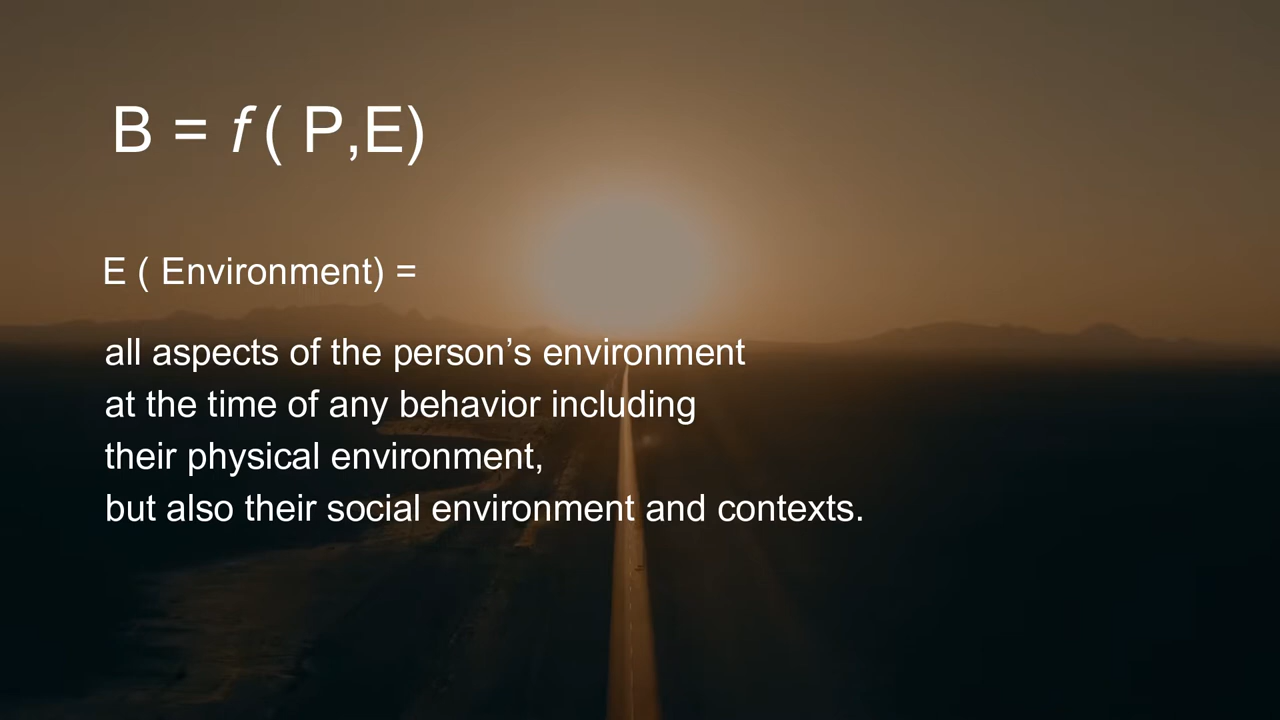 B = f ( P,E)
E ( Environment) =
all aspects of the person’s environment
at the time of any behavior including
their physical environment,
but also their social environment and contexts.